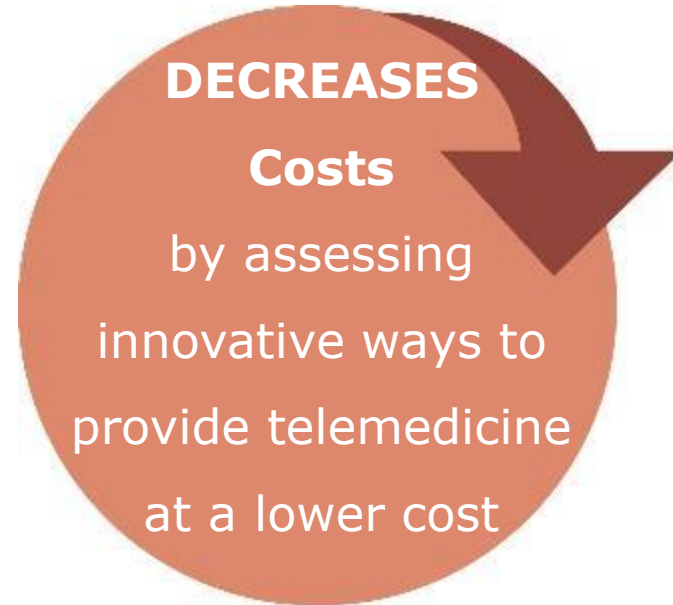 DECREASES
Costs
by assessing
innovative ways to
provide telemedicine
at a lower cost